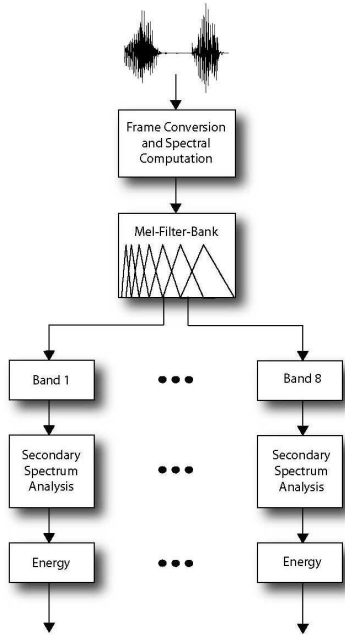 Frame Conversion
and Spectral
Computation
Mel-Filter-Bank
Band 1
Band 8
Secondary
Spectrum
Analysis
Secondary
Spectrum
Analysis
Energy
Energy